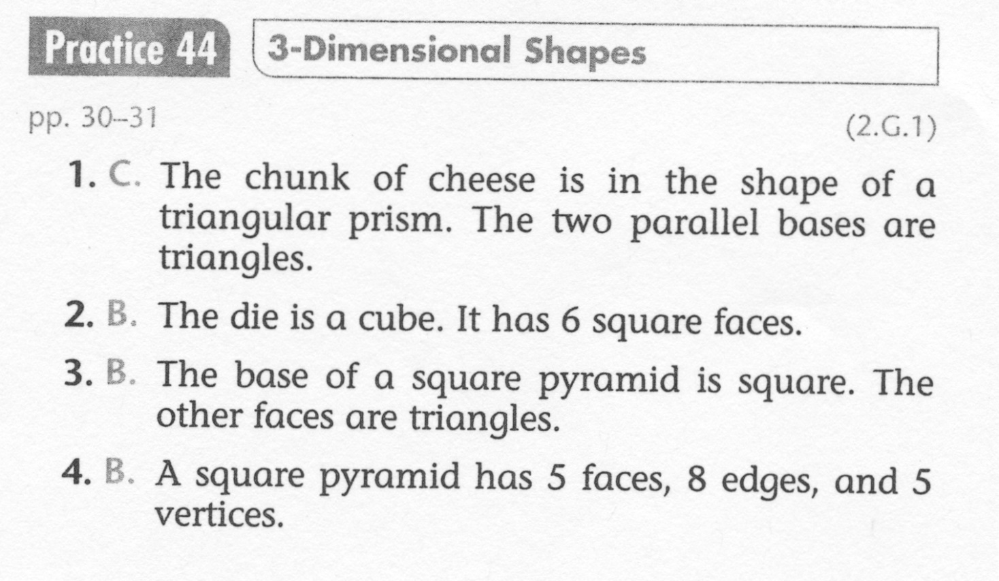 Practice 44 3-Dimensional Shapes
pp. 30–31 (2.G.1)
1. C. The chunk of cheese is in the shape of a
triangular prism. The two parallel bases are
triangles.
2. B. The die is a cube. It has 6 square faces.
3. B. The base of a square pyramid is square. The
other faces are triangles.
4. B. A square pyramid has 5 faces, 8 edges, and 5
vertices.